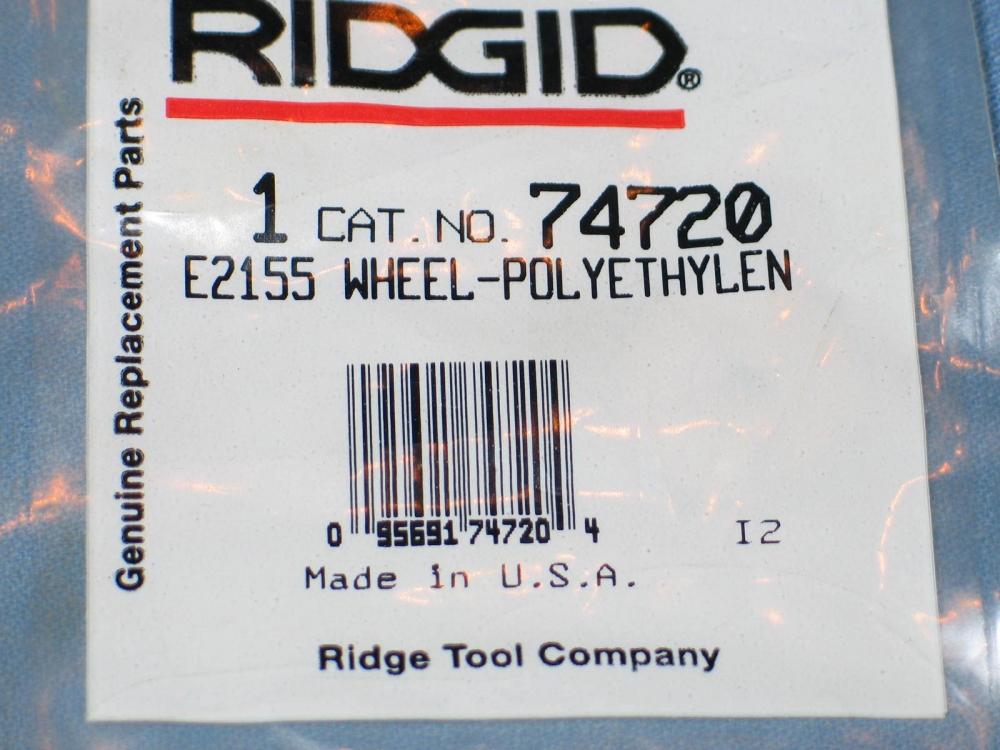 RIDGID®
Genuine Replacement Parts
1 CAT. NO. 74720
E2155 WHEEL-POLYETHYLEN
0 95691 74720 4
I2
Made in U.S.A.
Ridge Tool Company